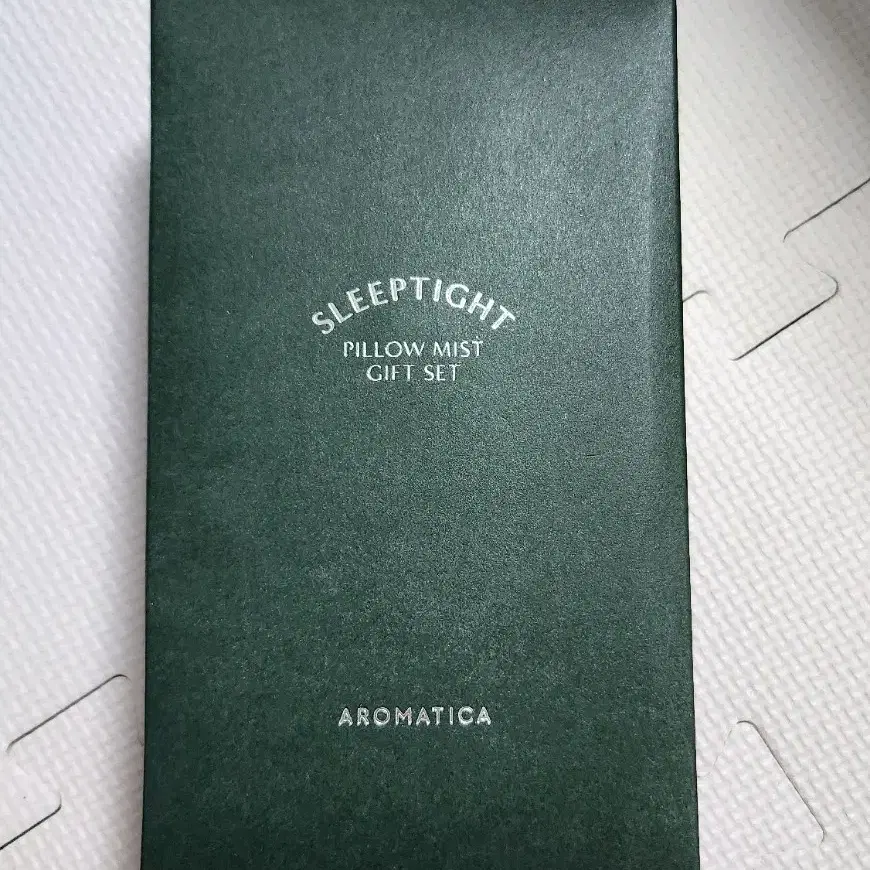 SLEEPTIGHT
PILLOW MIST
GIFT SET
AROMATICA